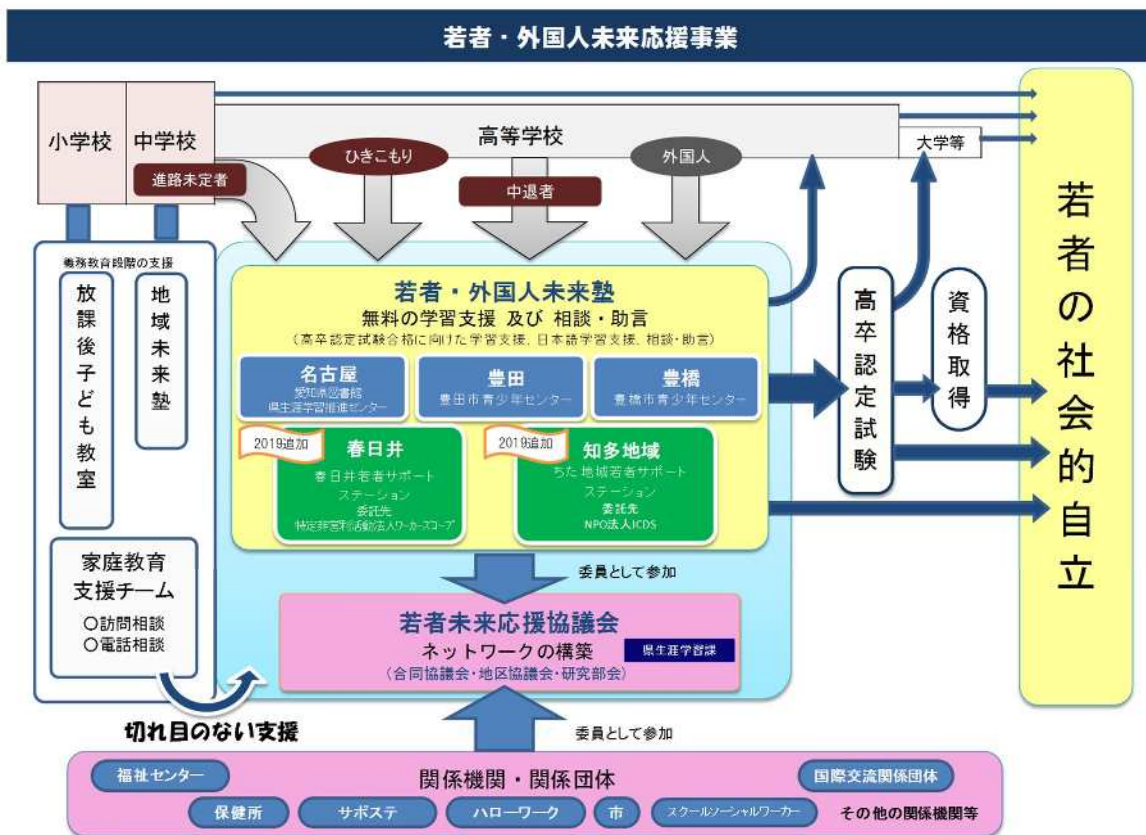 若者・外国人未来応援事業
小学校
中学校
高等学校
大学等
進路未定者
ひきこもり
中退者
外国人
義務教育段階の支援
放課後子ども教室
地域未来塾
家庭教育
支援チーム
○訪問相談
○電話相談
切れ目のない支援
若者・外国人未来塾
無料の学習支援 及び 相談・助言
(高卒認定試験合格に向けた学習支援、日本語学習支援、相談・助言)
名古屋
愛知県図書館
県生涯学習推進センター
豊田
豊田市青少年センター
豊橋
豊橋市青少年センター
2019追加
春日井
春日井若者サポート
ステーション
委託先
特定非営利活動法人ワーカーズコープ
2019追加
知多地域
ちた地域若者サポート
ステーション
委託先
NPO法人ICDS
委員として参加
若者未来応援協議会
ネットワークの構築
県生涯学習課
(合同協議会・地区協議会・研究部会)
委員として参加
高卒認定試験
資格取得
若者の社会的自立
関係機関・関係団体
福祉センター
国際交流関係団体
保健所
サポステ
ハローワーク
市
スクールソーシャルワーカー
その他の関係機関等